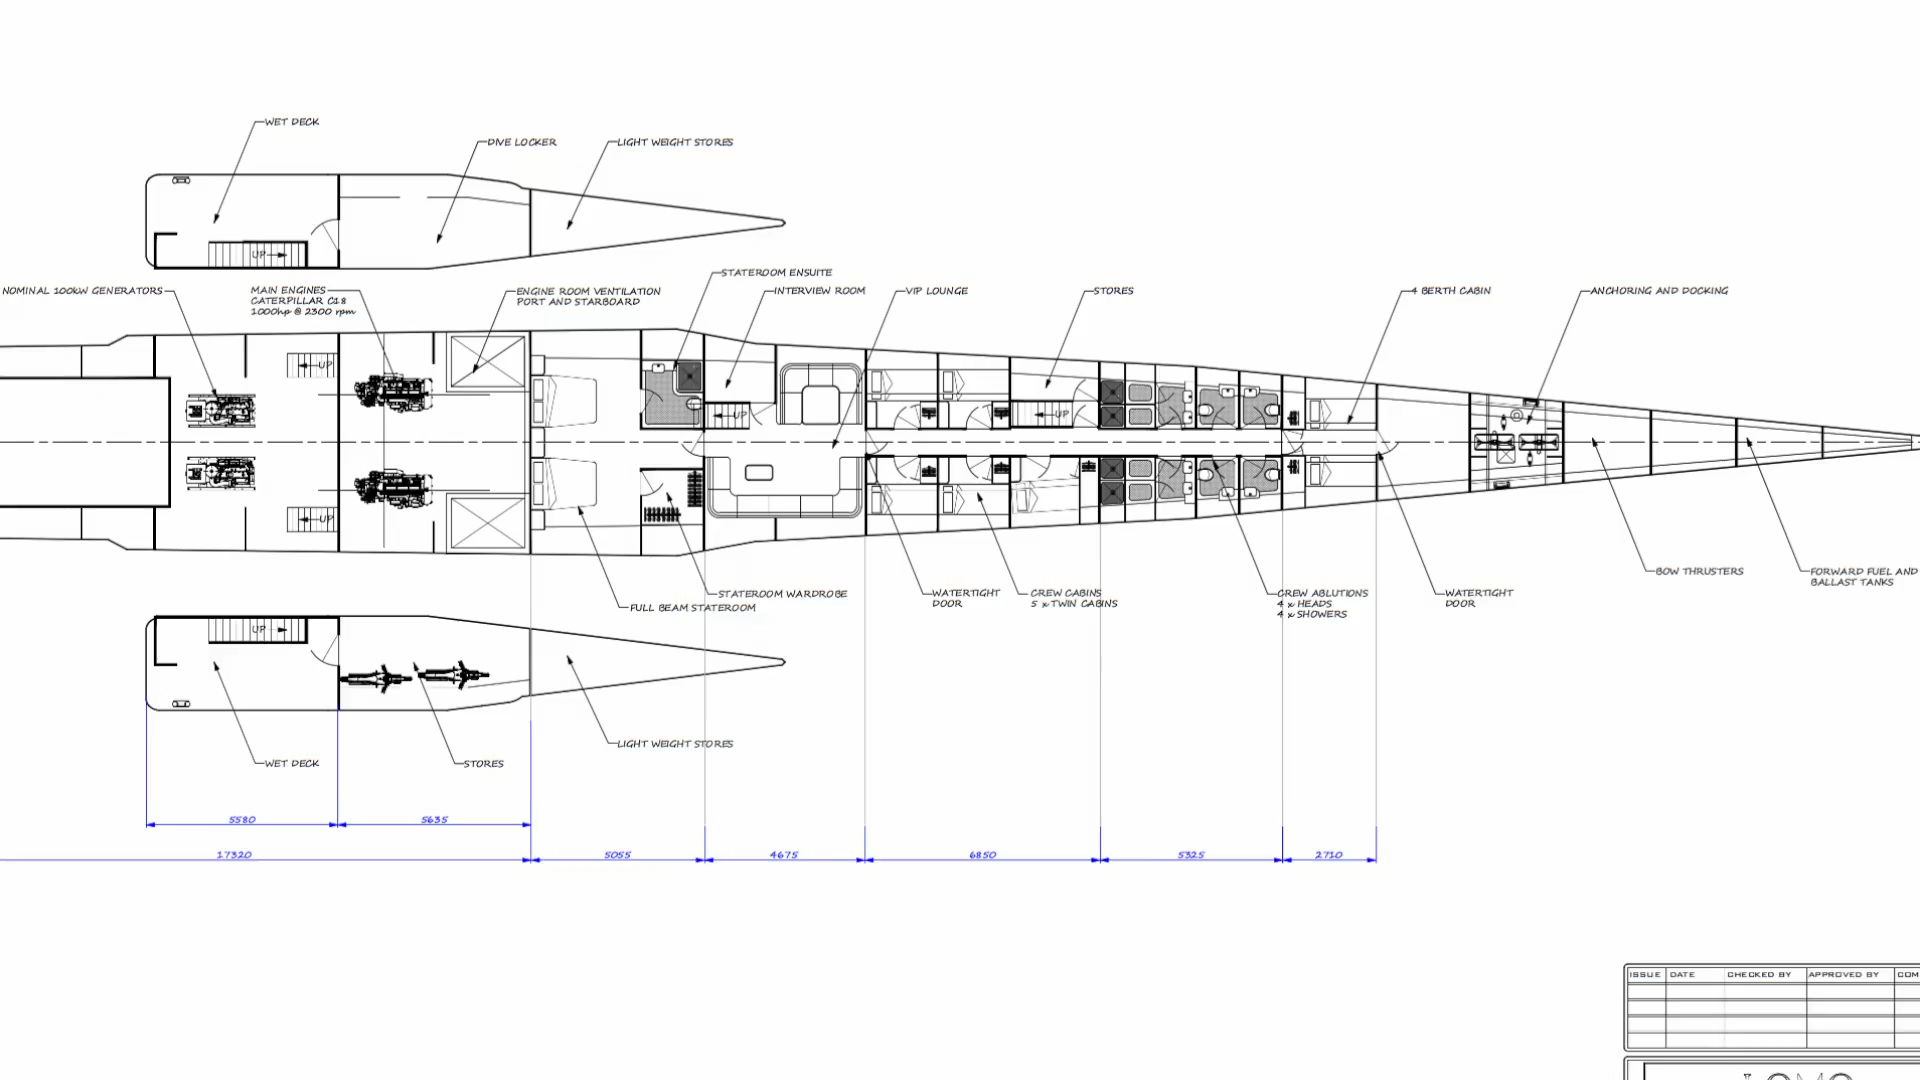 WET DECK
DIVE LOCKER
LIGHT WEIGHT STORES
UP
STATEROOM ENSUITE
NOMINAL 100kW GENERATORS
MAIN ENGINES
CATERPILLAR C18
1000hp @ 2300 rpm
ENGINE ROOM VENTILATION
PORT AND STARBOARD
INTERVIEW ROOM
VIP LOUNGE
STORES
4 BERTH CABIN
ANCHORING AND DOCKING
UP
UP
UP
UP
BOW THRUSTERS
FORWARD FUEL AND
BALLAST TANKS
STATEROOM WARDROBE
FULL BEAM STATEROOM
WATERTIGHT
DOOR
CREW CABINS
5 x TWIN CABINS
CREW ABLUTIONS
4 x HEADS
4 x SHOWERS
WATERTIGHT
DOOR
UP
LIGHT WEIGHT STORES
WET DECK
STORES
5580
5635
17320
5055
4675
6850
5325
2710
ISSUE DATE CHECKED BY APPROVED BY COM